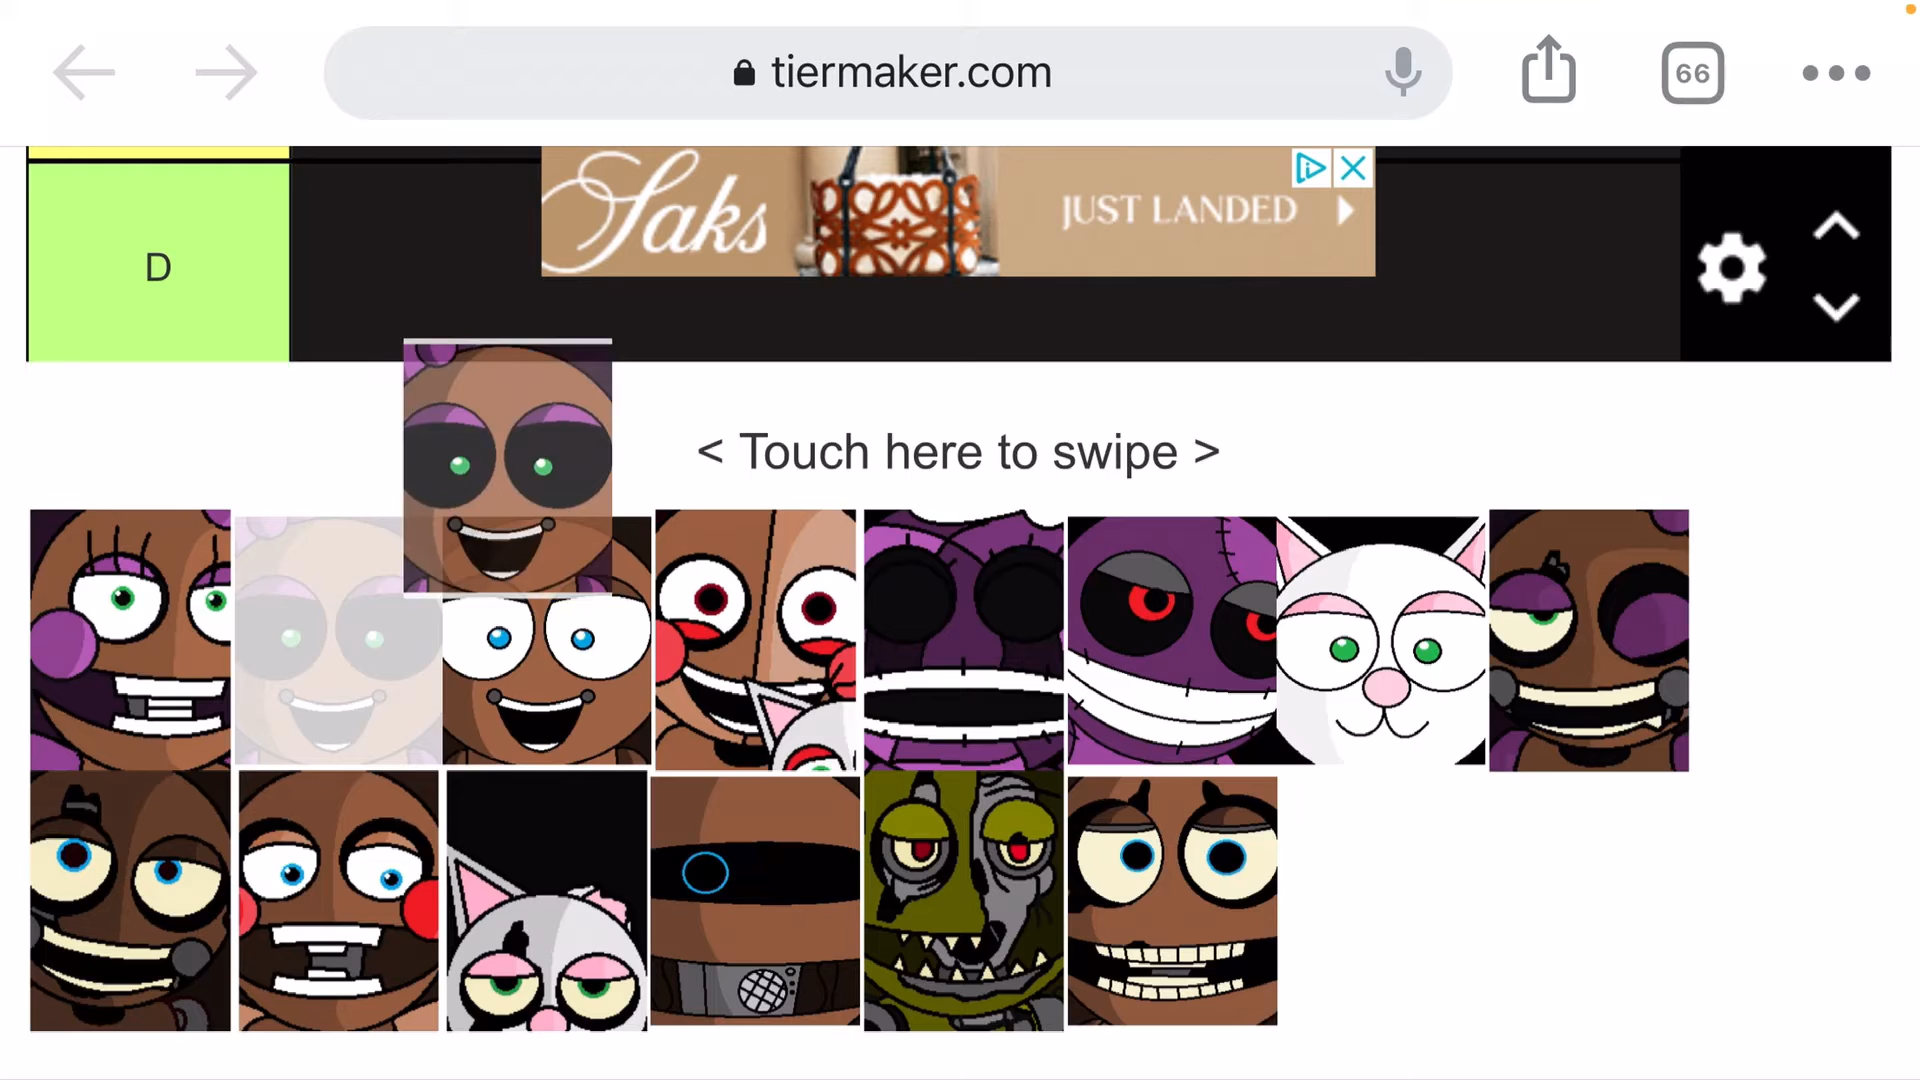 tiermaker.com
66
Saks
JUST LANDED
D
< Touch here to swipe >